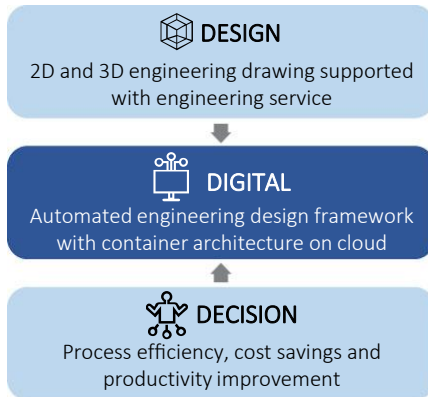 DESIGN
2D and 3D engineering drawing supported
with engineering service
DIGITAL
Automated engineering design framework
with container architecture on cloud
DECISION
Process efficiency, cost savings and
productivity improvement